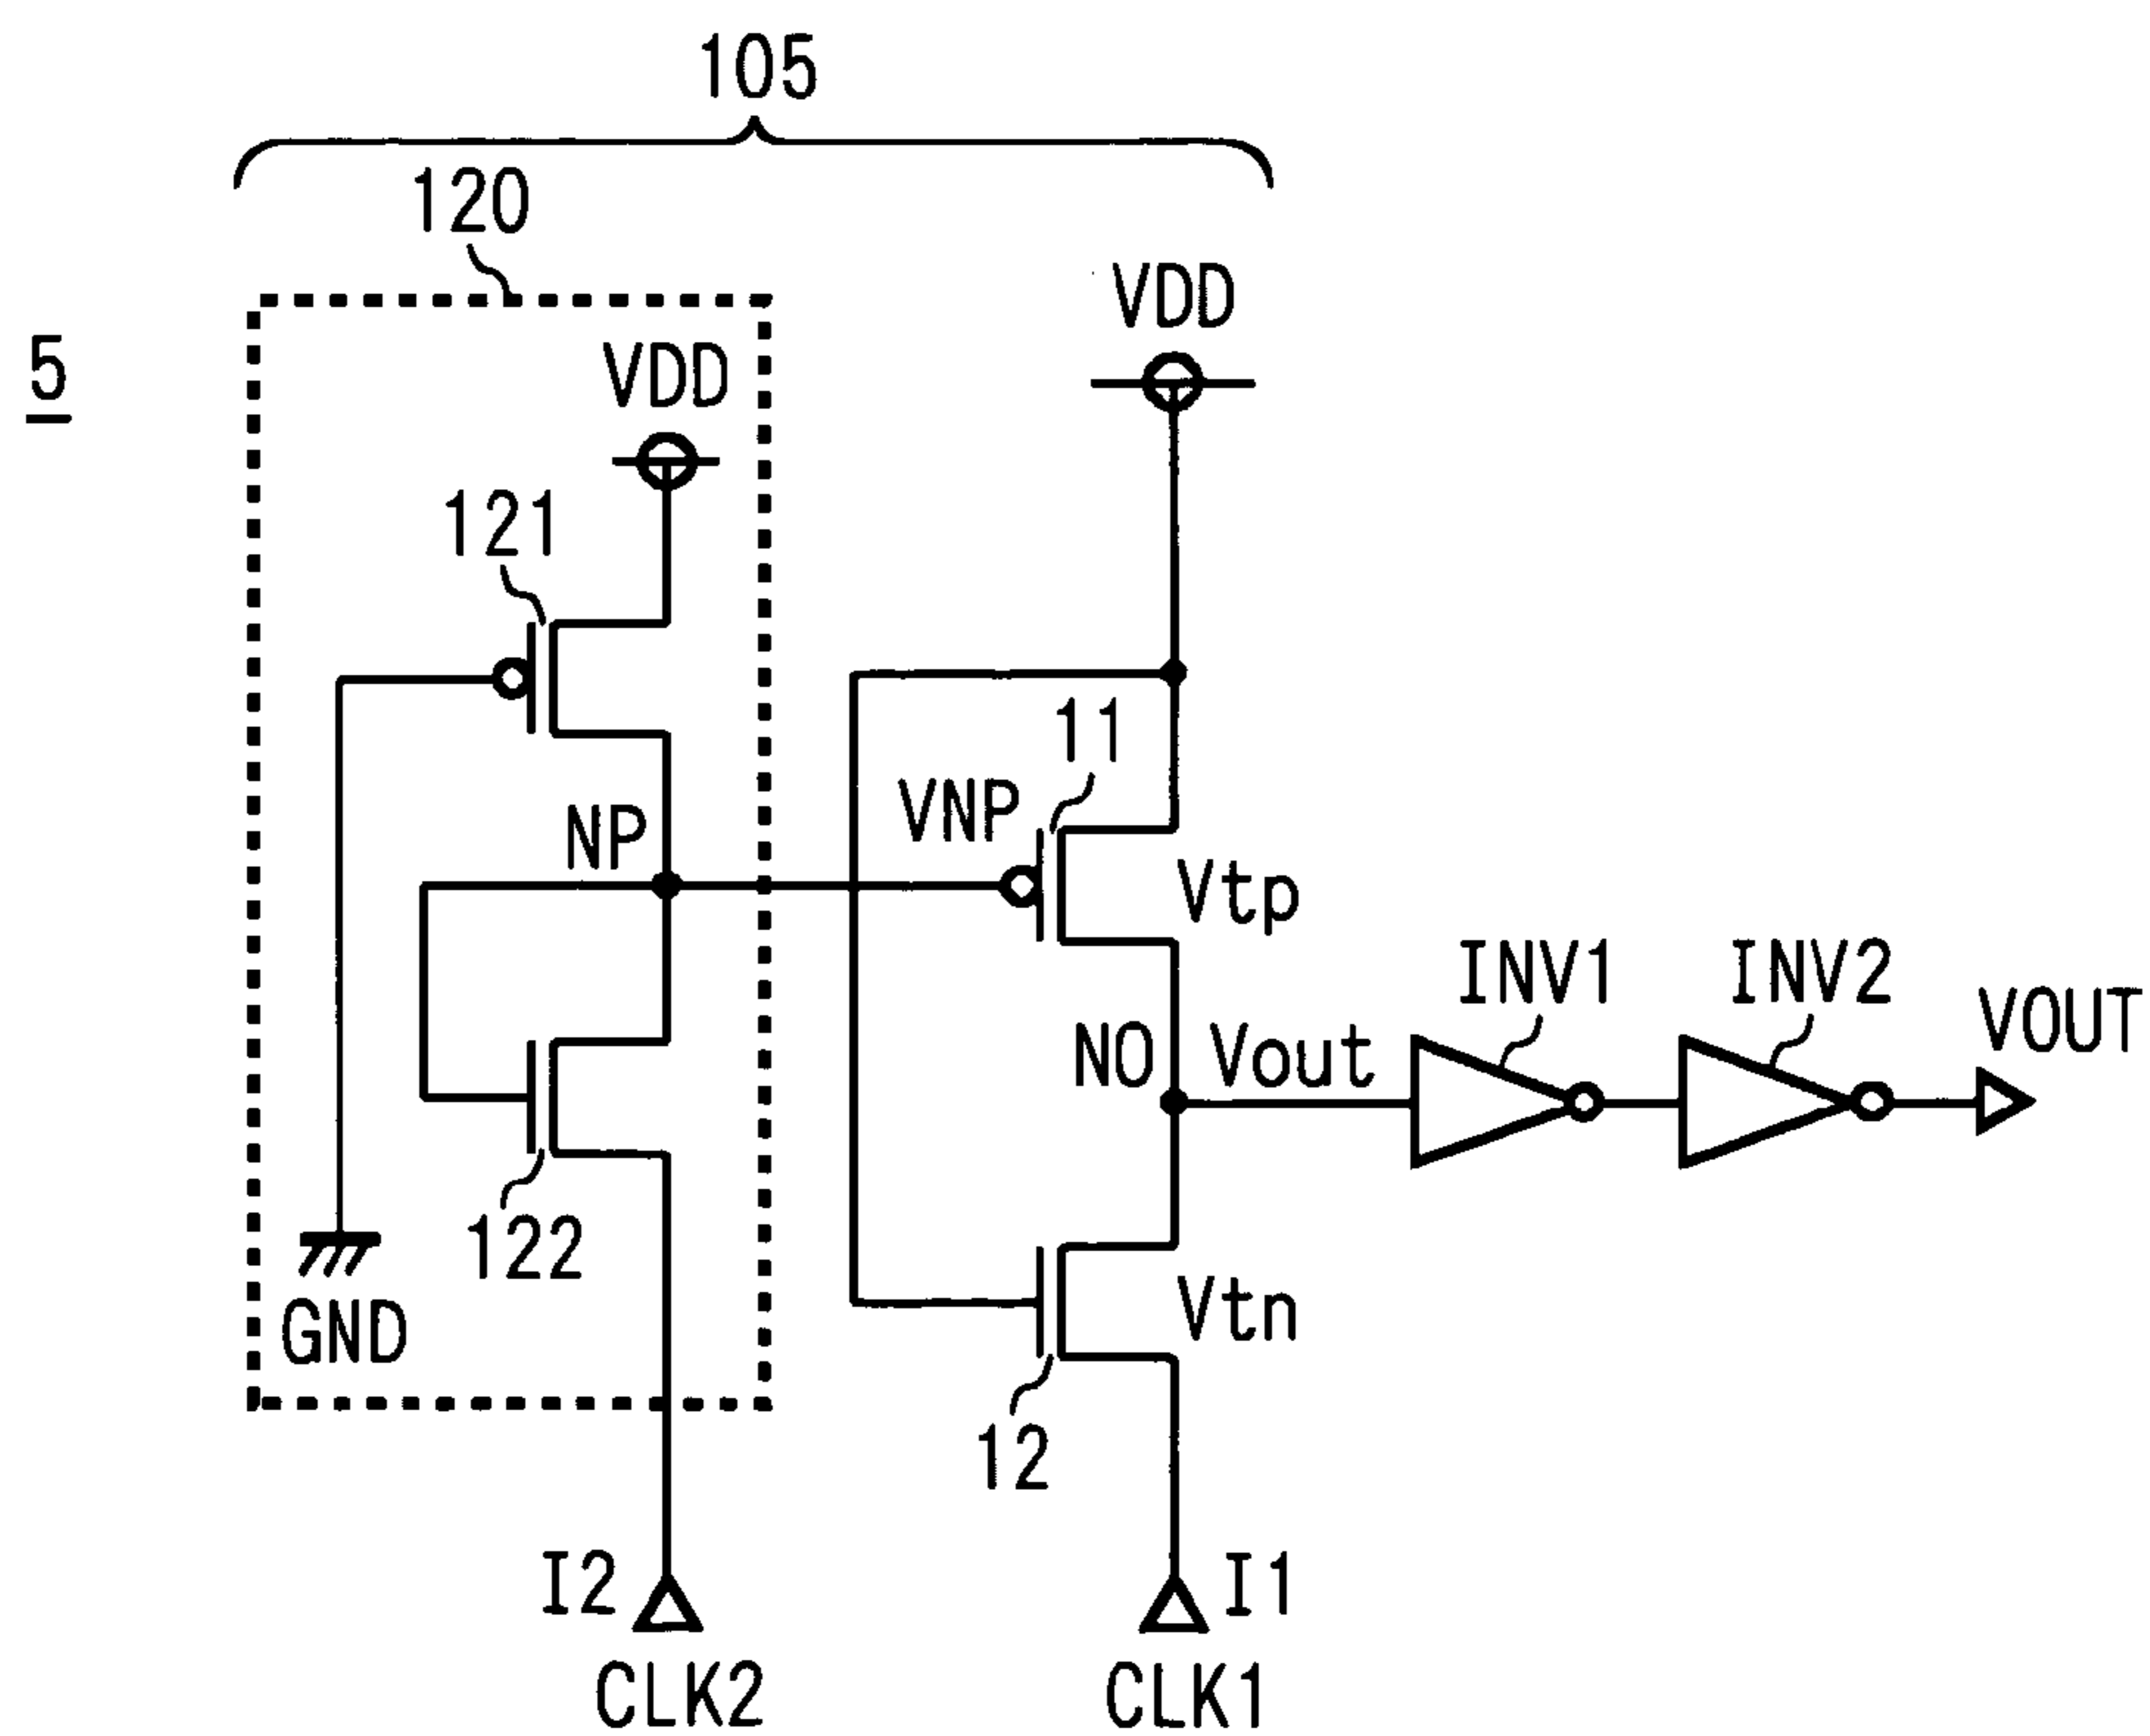 105
120
VDD
5
VDD
121
11
VNP
NP
Vtp
INV1
INV2
VOUT
NO
Vout
122
GND
Vtn
12
I2
I1
CLK2
CLK1